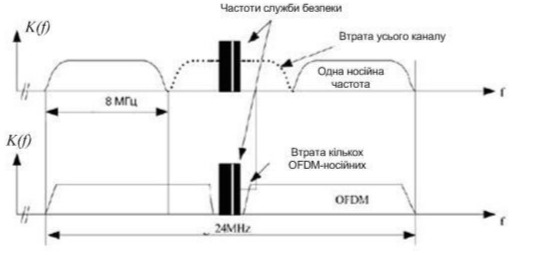 Частоти служби безпеки
K(f)
Втрата усього каналу
Одна носійна
частота
f
8 МГц
K(f)
Втрата кількох
OFDM-носійних
OFDM
f
24MHz